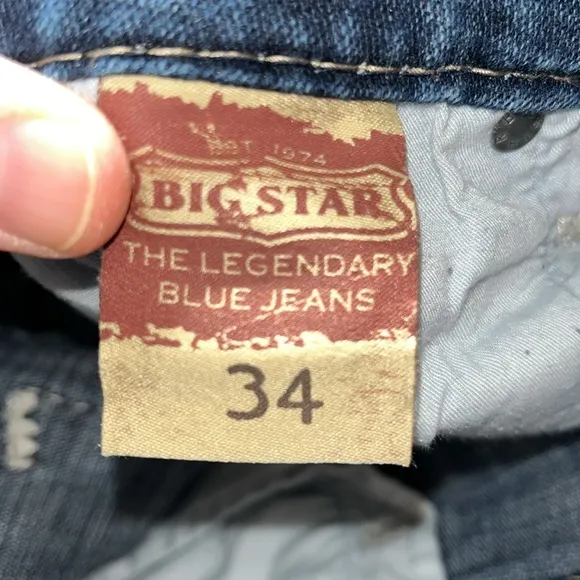 EST 1974
BIG STAR
THE LEGENDARY
BLUE JEANS
34